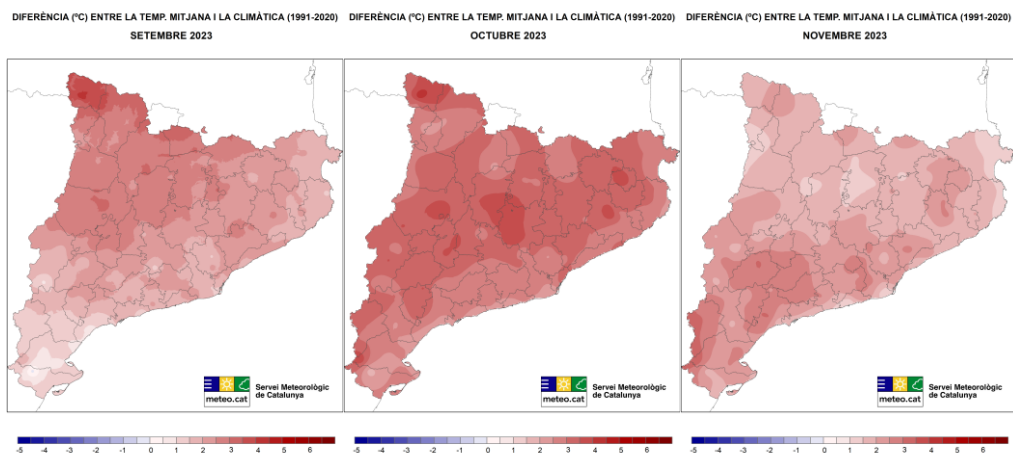 DIFERÈNCIA (ºC) ENTRE LA TEMP. MITJANA I LA CLIMÀTICA (1991-2020)
SETEMBRE 2023
meteo.cat
Servei Meteorològic
de Catalunya
-5 -4 -3 -2 -1 0 1 2 3 4 5 6
DIFERÈNCIA (ºC) ENTRE LA TEMP. MITJANA I LA CLIMÀTICA (1991-2020)
OCTUBRE 2023
meteo.cat
Servei Meteorològic
de Catalunya
-5 -4 -3 -2 -1 0 1 2 3 4 5 6
DIFERÈNCIA (ºC) ENTRE LA TEMP. MITJANA I LA CLIMÀTICA (1991-2020)
NOVEMBRE 2023
meteo.cat
Servei Meteorològic
de Catalunya
-5 -4 -3 -2 -1 0 1 2 3 4 5 6